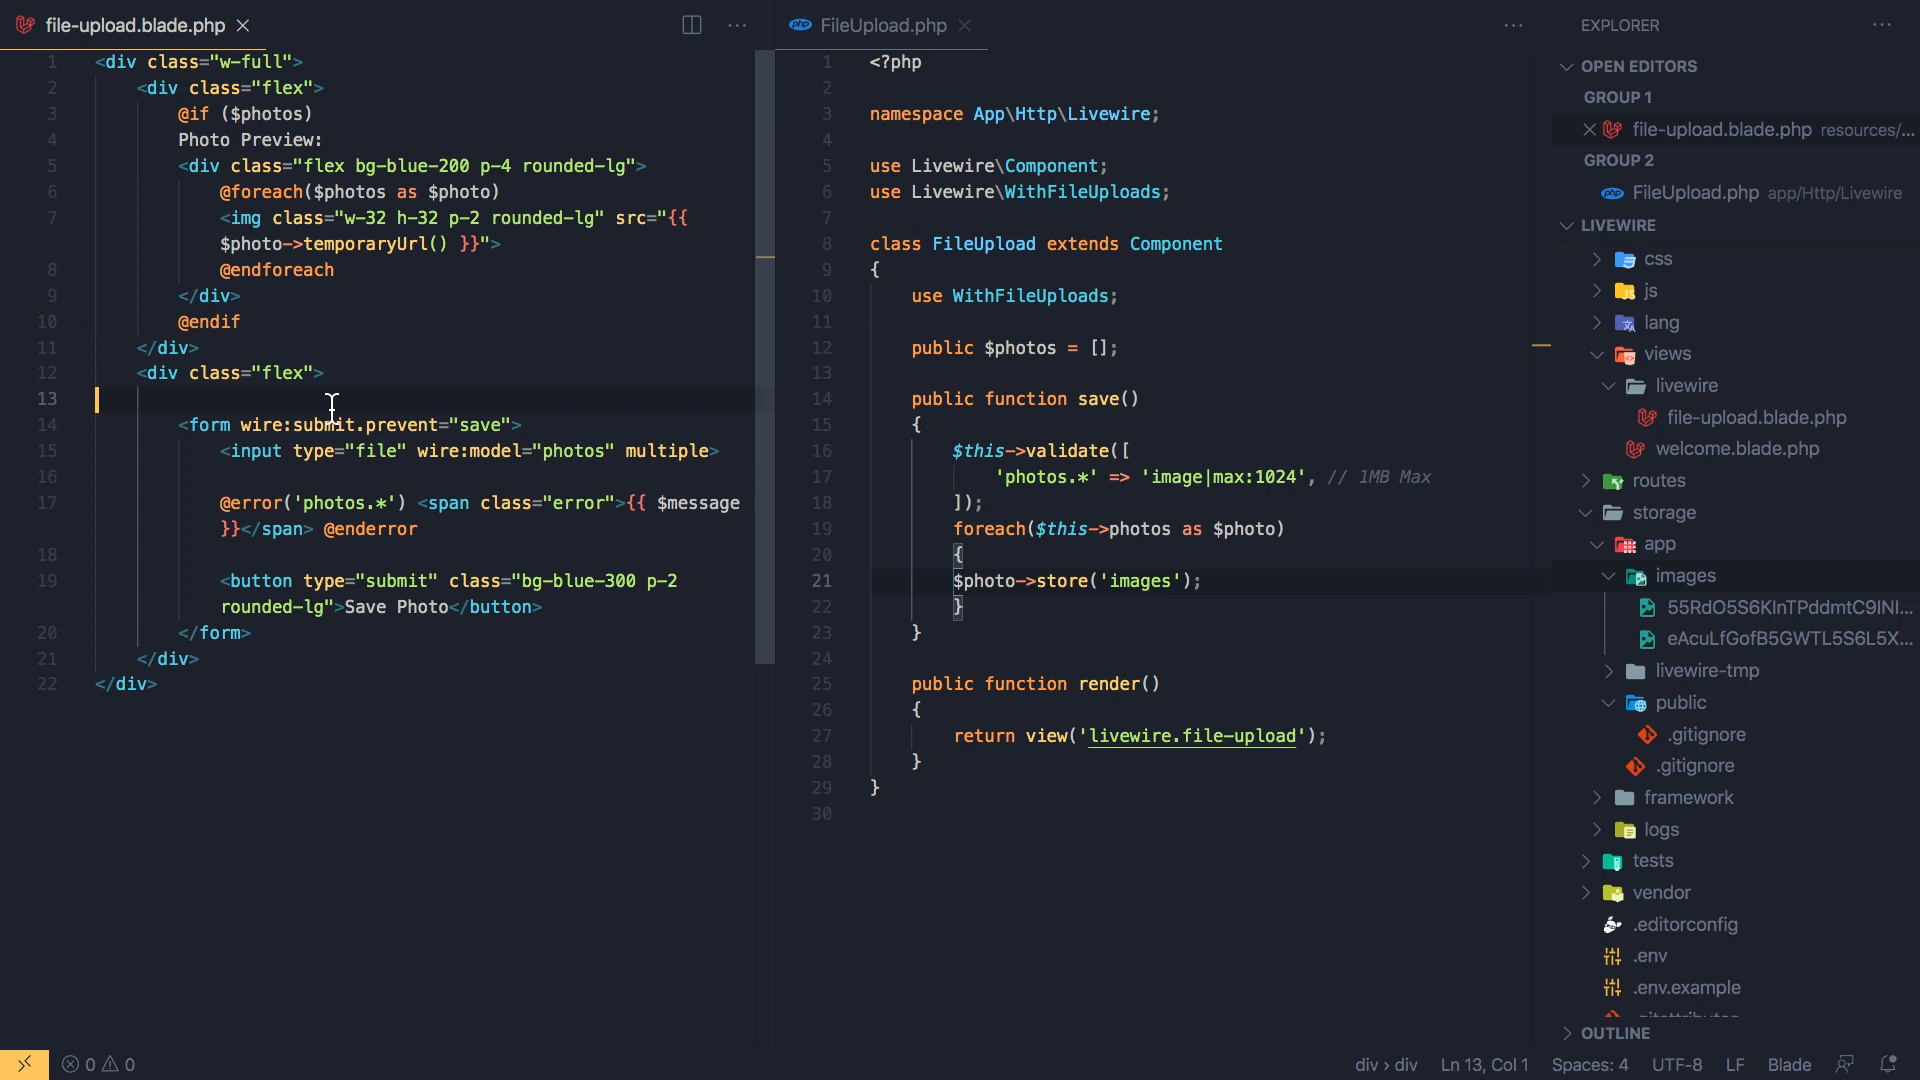 file-upload.blade.php
1 <div class="w-full">
2 <div class="flex">
3 @if ($photos)
4 Photo Preview:
5 <div class="flex bg-blue-200 p-4 rounded-lg">
6 @foreach($photos as $photo)
7 <img class="w-32 h-32 p-2 rounded-lg" src="{{
$photo->temporaryUrl() }}">
8 @endforeach
9 </div>
10 @endif
11 </div>
12 <div class="flex">
13
14 <form wire:submit.prevent="save">
15 <input type="file" wire:model="photos" multiple>
16
17 @error('photos.*') <span class="error">{{ $message
}}</span> @enderror
18
19 <button type="submit" class="bg-blue-300 p-2
rounded-lg">Save Photo</button>
20 </form>
21 </div>
22 </div>
php FileUpload.php
1 <?php
2
3 namespace App\Http\Livewire;
4
5 use Livewire\Component;
6 use Livewire\WithFileUploads;
7
8 class FileUpload extends Component
9 {
10 use WithFileUploads;
11
12 public $photos = [];
13
14 public function save()
15 {
16 $this->validate([
17 'photos.*' => 'image|max:1024', // 1MB Max
18 ]);
19 foreach($this->photos as $photo)
20 {
21 $photo->store('images');
22 }
23 }
24
25 public function render()
26 {
27 return view('livewire.file-upload');
28 }
29 }
30
EXPLORER
OPEN EDITORS
GROUP 1
file-upload.blade.php resources/...
GROUP 2
php FileUpload.php app/Http/Livewire
LIVEWIRE
css
js
lang
views
livewire
file-upload.blade.php
welcome.blade.php
routes
storage
app
images
55RdO5S6KInTPddmtC9INI...
eAcuLfGofB5GWTL5S6L5X...
livewire-tmp
public
.gitignore
.gitignore
framework
logs
tests
vendor
.editorconfig
.env
.env.example
OUTLINE
0 0
div > div Ln 13, Col 1 Spaces: 4 UTF-8 LF Blade